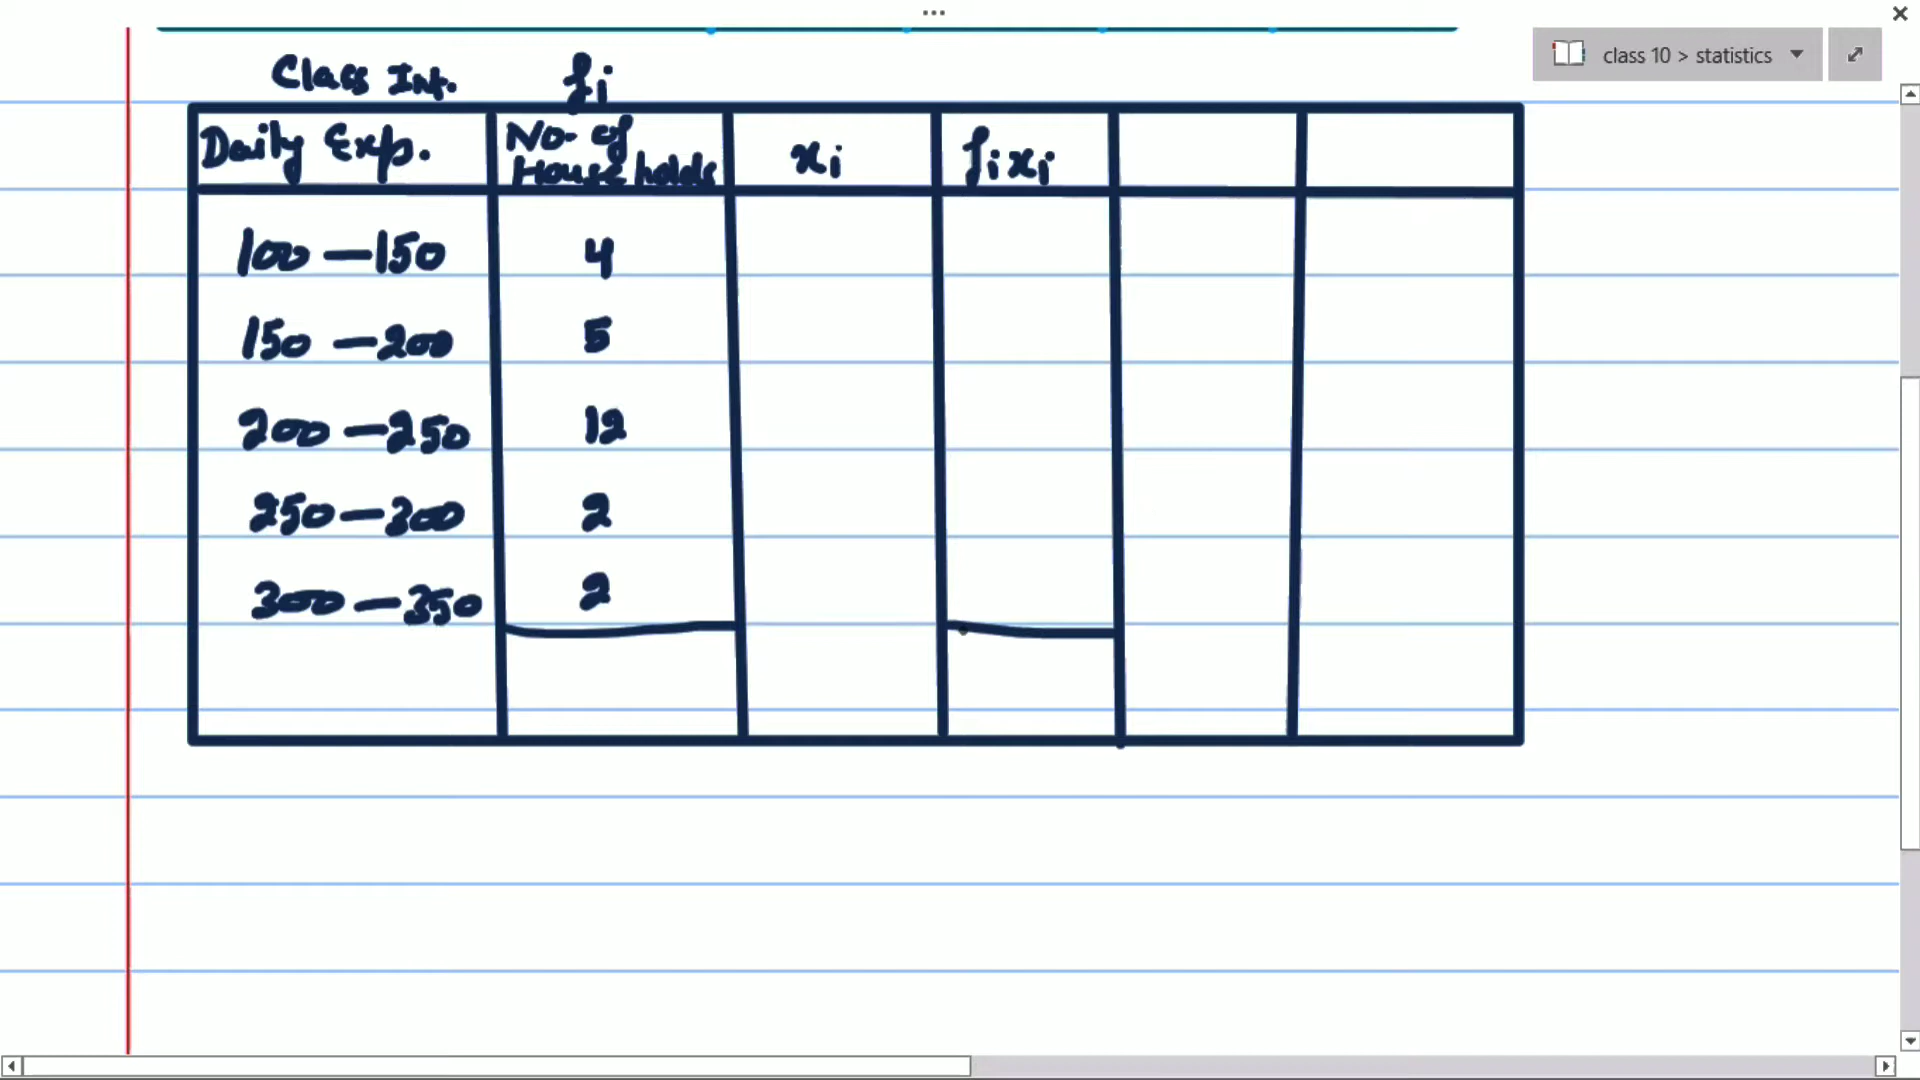 class 10 > statistics
Class Int. fi
Daily Exp. No. of Households xi fixi
100 — 150 4
150 — 200 5
200 — 250 12
250 — 300 2
300 — 350 2